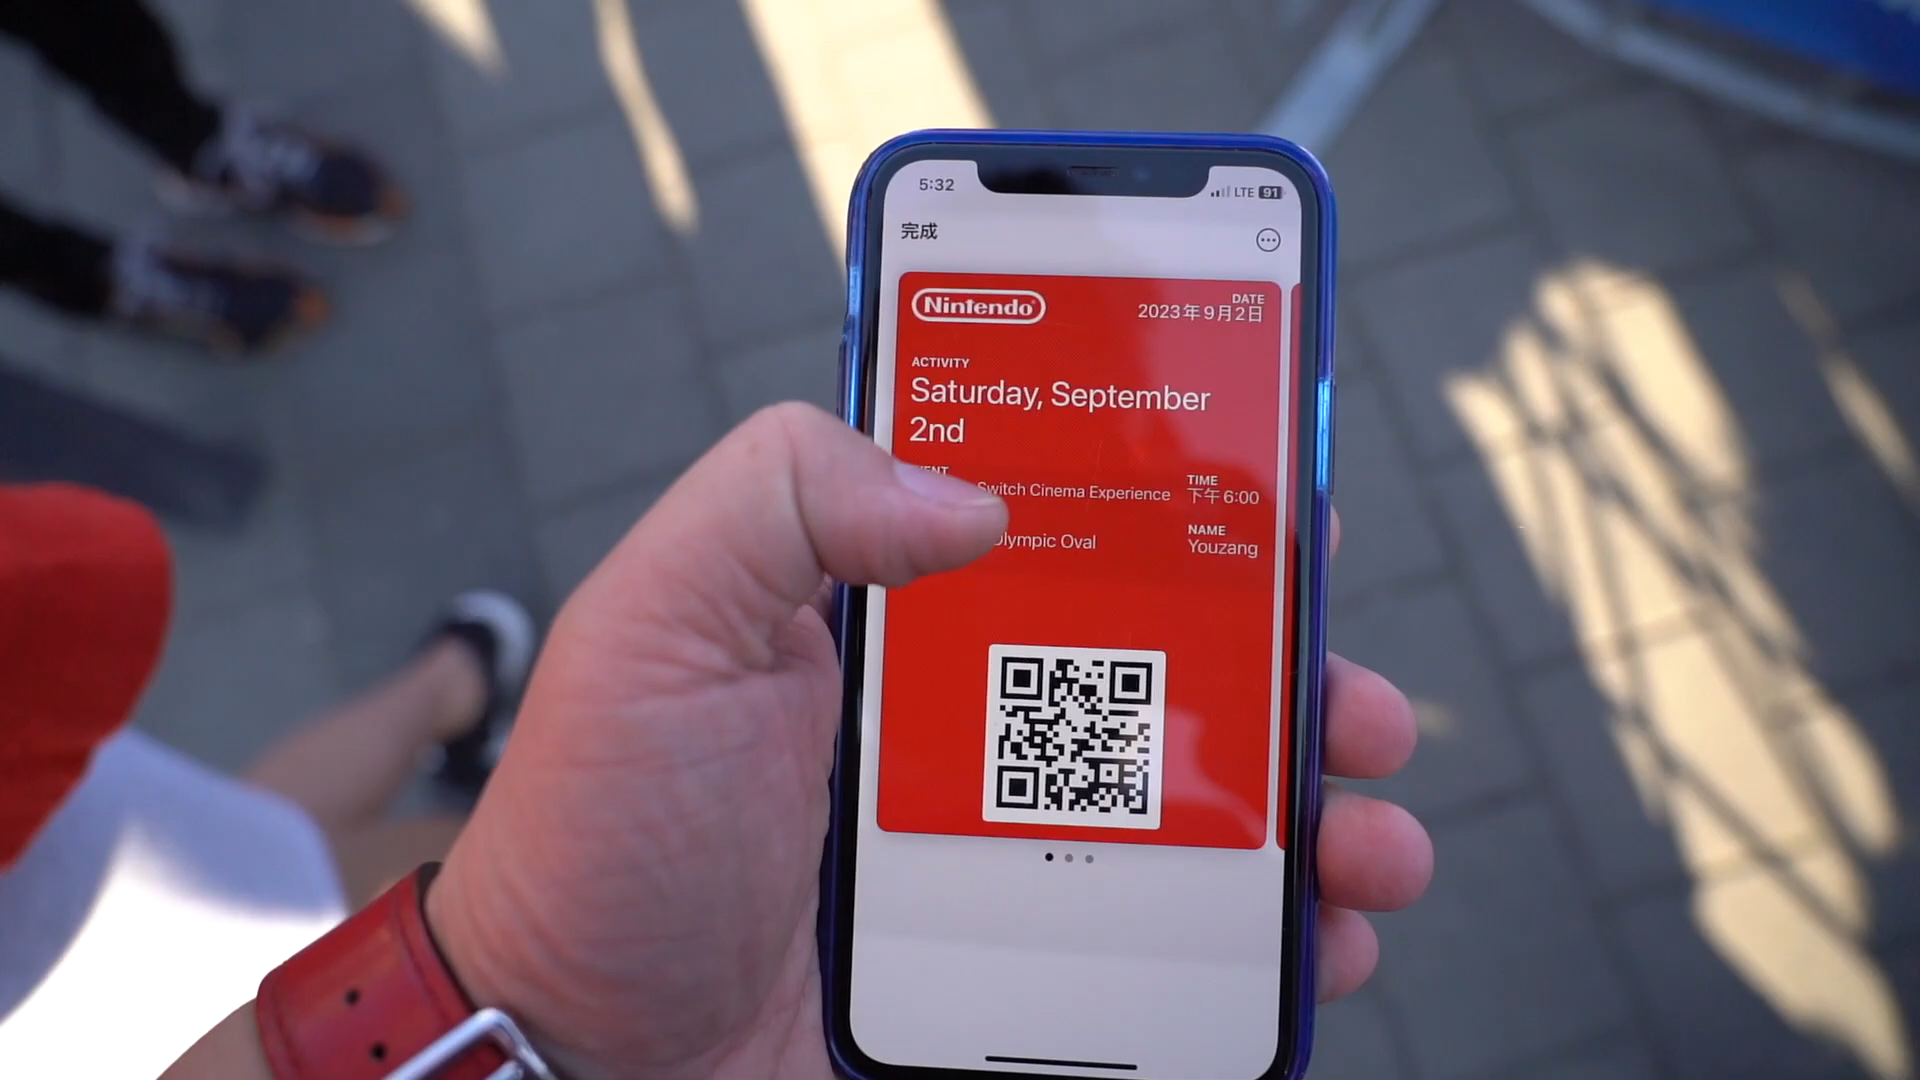 5:32
LTE 91
完成
Nintendo
DATE
2023年9月2日
ACTIVITY
Saturday, September
2nd
TIME
Switch Cinema Experience
下午6:00
NAME
Olympic Oval
Youzang